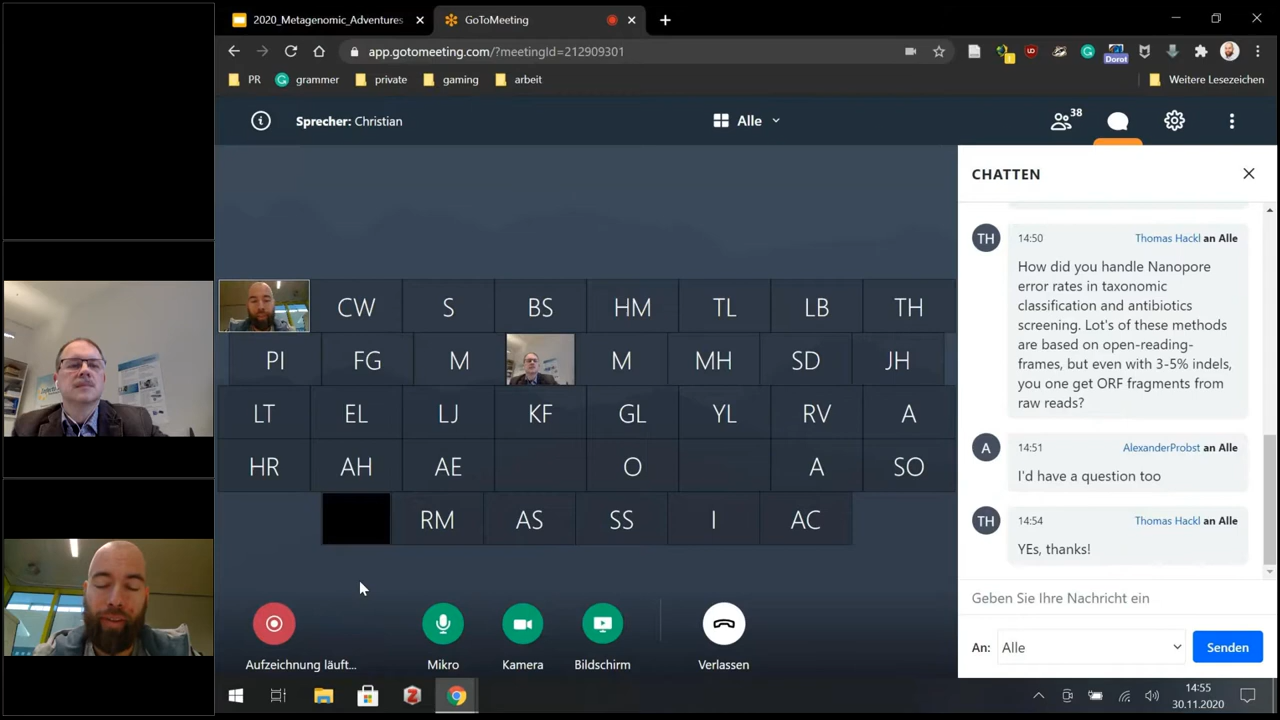 2020_Metagenomic_Adventures
GoToMeeting
app.gotomeeting.com/?meetingId=212909301
Dorot
PR
grammer
private
gaming
arbeit
Weitere Lesezeichen
Sprecher: Christian
Alle
38
CHATTEN
TH
14:50
Thomas Hackl an Alle
How did you handle Nanopore
error rates in taxonomic
classification and antibiotics
screening. Lot's of these methods
are based on open-reading-
frames, but even with 3-5% indels,
you one get ORF fragments from
raw reads?
A
14:51
AlexanderProbst an Alle
I'd have a question too
TH
14:54
Thomas Hackl an Alle
YEs, thanks!
Geben Sie Ihre Nachricht ein
An:
Alle
Senden
CW S BS HM TL LB TH
PI FG M M MH SD JH
LT EL LJ KF GL YL RV A
HR AH AE O A SO
RM AS SS I AC
Aufzeichnung läuft...
Mikro
Kamera
Bildschirm
Verlassen
14:55
30.11.2020